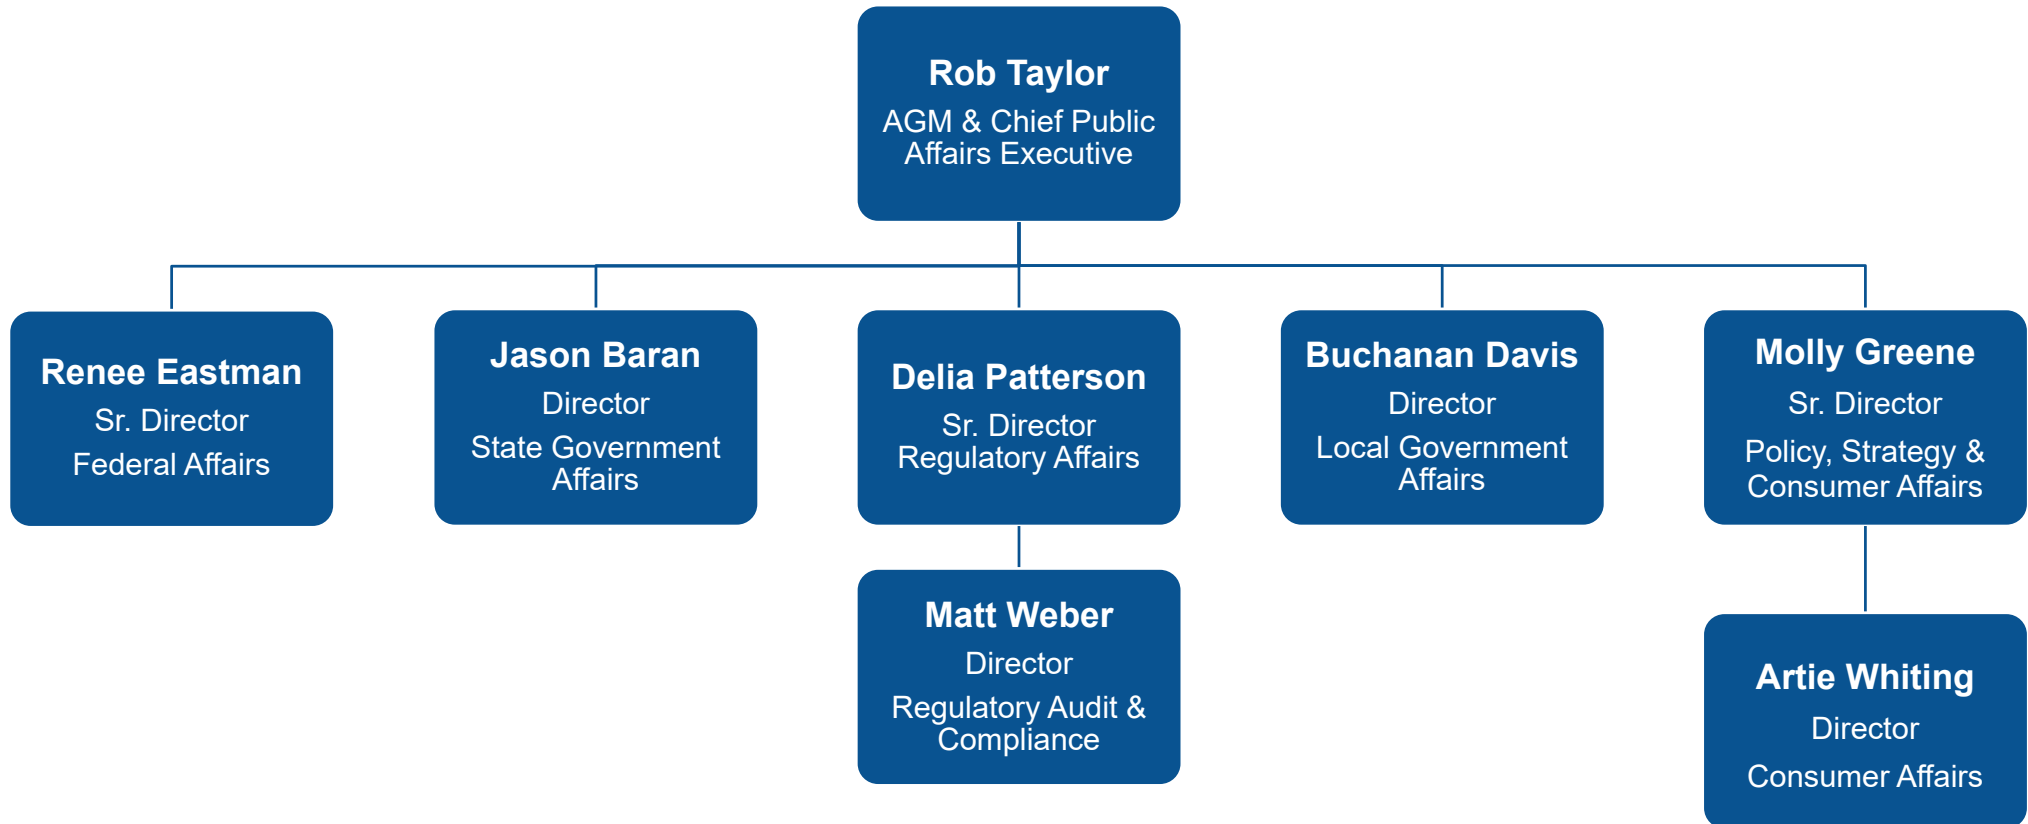 Rob Taylor
AGM & Chief Public
Affairs Executive
Renee Eastman
Sr. Director
Federal Affairs
Jason Baran
Director
State Government
Affairs
Delia Patterson
Sr. Director
Regulatory Affairs
Buchanan Davis
Director
Local Government
Affairs
Molly Greene
Sr. Director
Policy, Strategy &
Consumer Affairs
Matt Weber
Director
Regulatory Audit &
Compliance
Artie Whiting
Director
Consumer Affairs